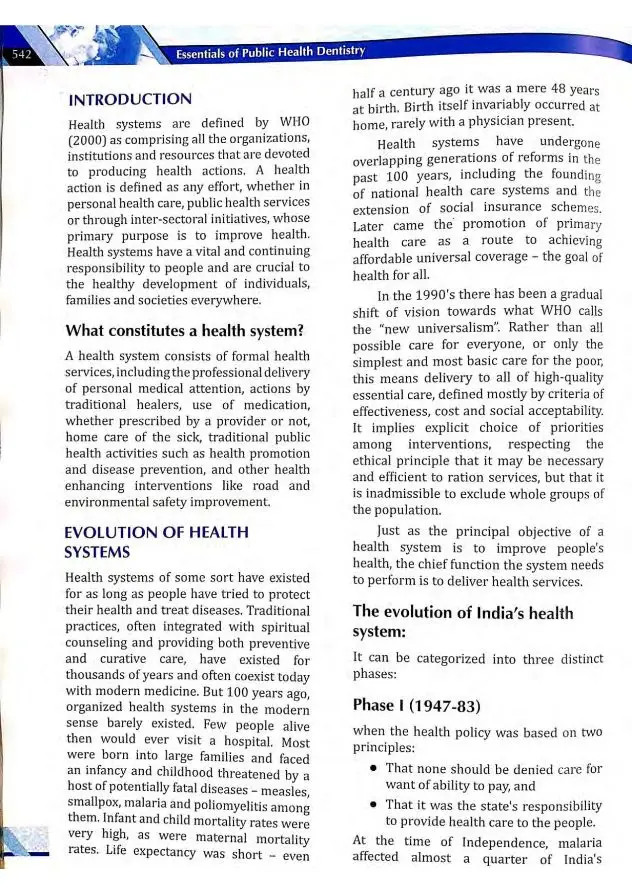 542
Essentials of Public Health Dentistry
INTRODUCTION
Health systems are defined by WHO
(2000) as comprising all the organizations,
institutions and resources that are devoted
to producing health actions. A health
action is defined as any effort, whether in
personal health care, public health services
or through inter-sectoral initiatives, whose
primary purpose is to improve health.
Health systems have a vital and continuing
responsibility to people and are crucial to
the healthy development of individuals,
families and societies everywhere.
What constitutes a health system?
A health system consists of formal health
services, including the professional delivery
of personal medical attention, actions by
traditional healers, use of medication,
whether prescribed by a provider or not,
home care of the sick, traditional public
health activities such as health promotion
and disease prevention, and other health
enhancing interventions like road and
environmental safety improvement.
EVOLUTION OF HEALTH
SYSTEMS
Health systems of some sort have existed
for as long as people have tried to protect
their health and treat diseases. Traditional
practices, often integrated with spiritual
counseling and providing both preventive
and curative care, have existed for
thousands of years and often coexist today
with modern medicine. But 100 years ago,
organized health systems in the modern
sense barely existed. Few people alive
then would ever visit a hospital. Most
were born into large families and faced
an infancy and childhood threatened by a
host of potentially fatal diseases – measles,
smallpox, malaria and poliomyelitis among
them. Infant and child mortality rates were
very high, as were maternal mortality
rates. Life expectancy was short – even
half a century ago it was a mere 48 years
at birth. Birth itself invariably occurred at
home, rarely with a physician present.
Health systems have undergone
overlapping generations of reforms in the
past 100 years, including the founding
of national health care systems and the
extension of social insurance schemes.
Later came the promotion of primary
health care as a route to achieving
affordable universal coverage – the goal of
health for all.
In the 1990's there has been a gradual
shift of vision towards what WHO calls
the "new universalism". Rather than all
possible care for everyone, or only the
simplest and most basic care for the poor,
this means delivery to all of high-quality
essential care, defined mostly by criteria of
effectiveness, cost and social acceptability.
It implies explicit choice of priorities
among interventions, respecting the
ethical principle that it may be necessary
and efficient to ration services, but that it
is inadmissible to exclude whole groups of
the population.
Just as the principal objective of a
health system is to improve people's
health, the chief function the system needs
to perform is to deliver health services.
The evolution of India's health
system:
It can be categorized into three distinct
phases:
Phase I (1947-83)
when the health policy was based on two
principles:
• That none should be denied care for
want of ability to pay, and
• That it was the state's responsibility
to provide health care to the people.
At the time of Independence, malaria
affected almost a quarter of India's